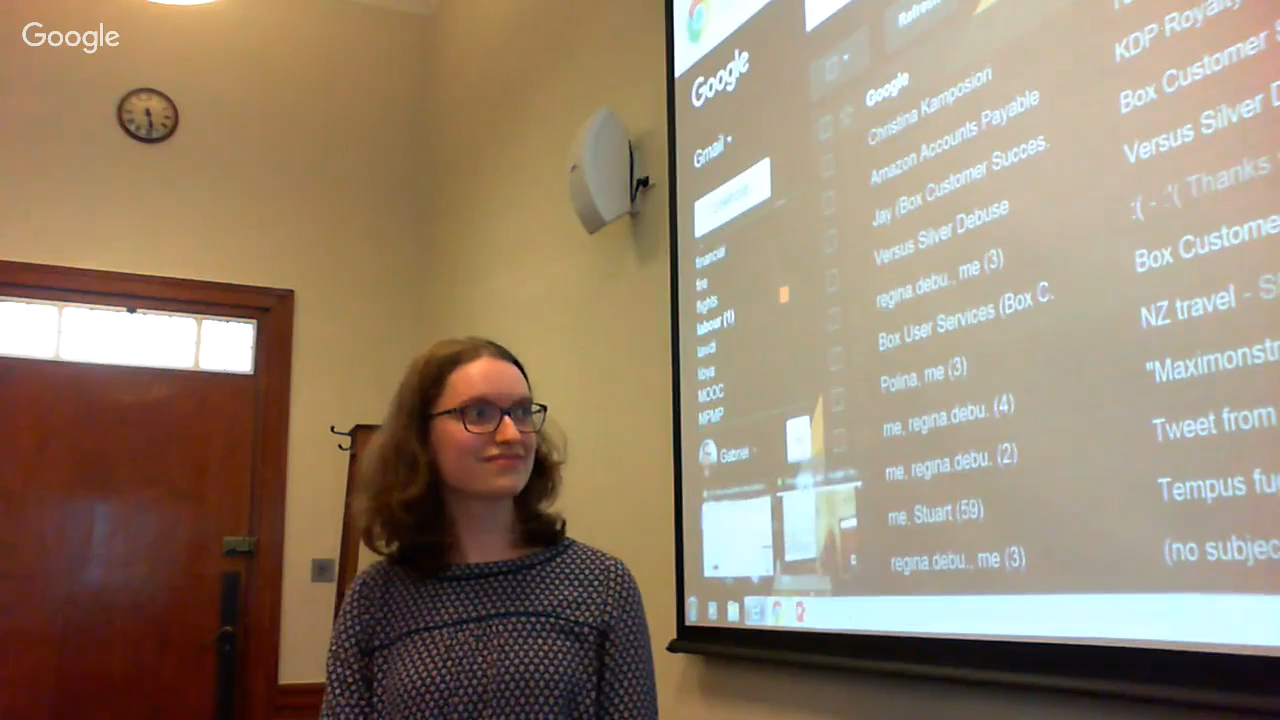 Google
Refresh
Google
Gmail
financial
fire
flights
labour (1)
lawd
libya
MOOC
MPMP
Gabriel
Google
Christina Kamposiori
Amazon Accounts Payable
Jay (Box Customer Succes.
Versus Silver Debuse
regina.debu., me (3)
Box User Services (Box C.
Polina, me (3)
me, regina.debu. (4)
me, regina.debu. (2)
me, Stuart (59)
regina.debu., me (3)
KDP Royalty
Box Customer
Versus Silver D
:( - :'( Thanks
Box Custome
NZ travel - S
"Maximonstr
Tweet from
Tempus fu
(no subjec